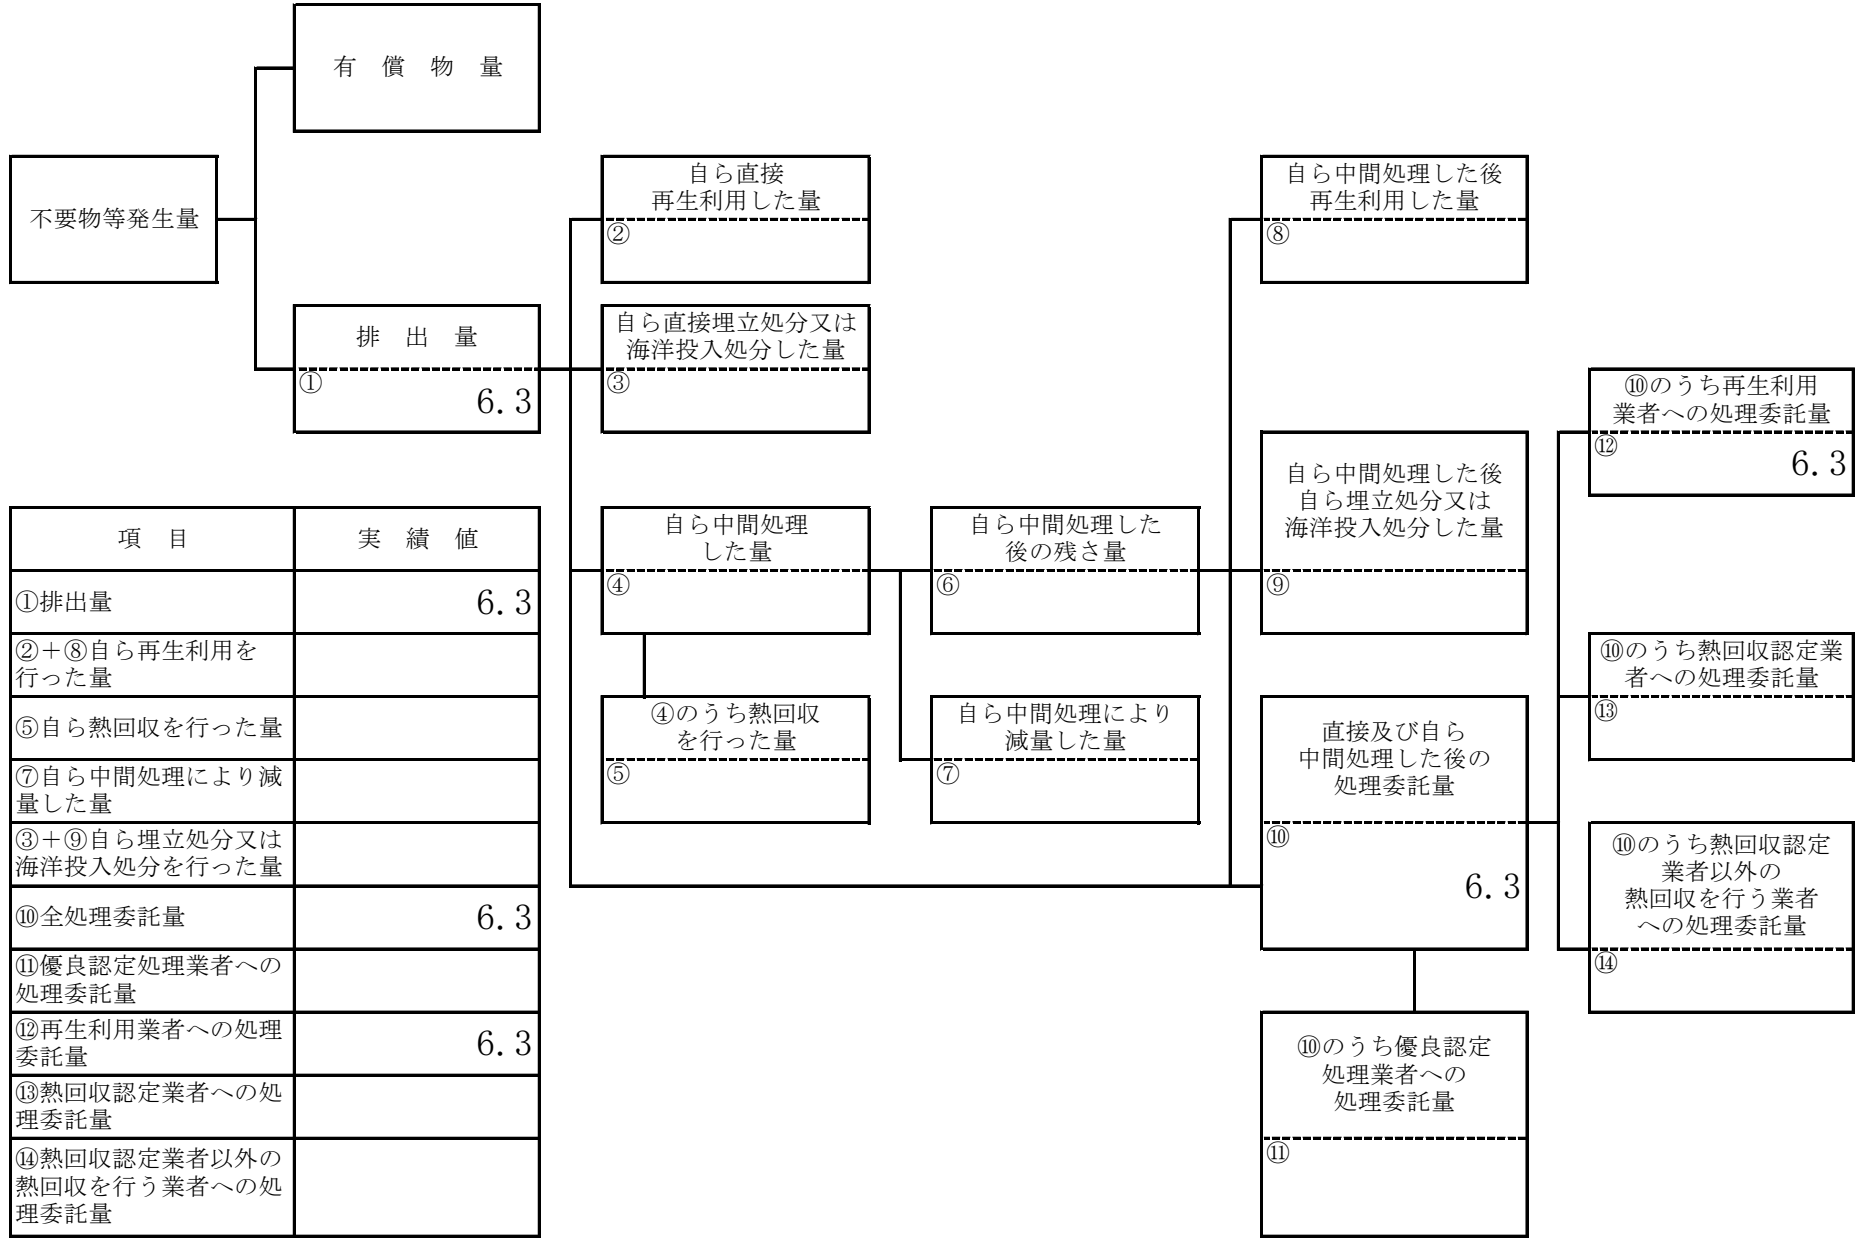 有　償　物　量
不要物等発生量
排　出　量
①
6.3
自ら直接
再生利用した量
②
自ら直接埋立処分又は
海洋投入処分した量
③
自ら中間処理
した量
④
④のうち熱回収
を行った量
⑤
自ら中間処理した
後の残さ量
⑥
自ら中間処理により
減量した量
⑦
自ら中間処理した後
再生利用した量
⑧
自ら中間処理した後
自ら埋立処分又は
海洋投入処分した量
⑨
直接及び自ら
中間処理した後の
処理委託量
⑩
6.3
⑩のうち優良認定
処理業者への
処理委託量
⑪
⑩のうち再生利用
業者への処理委託量
⑫
6.3
⑩のうち熱回収認定業
者への処理委託量
⑬
⑩のうち熱回収認定
業者以外の
熱回収を行う業者
への処理委託量
⑭
項　目　実　績　値
①排出量　6.3
②＋⑧自ら再生利用を
行った量
⑤自ら熱回収を行った量
⑦自ら中間処理により減
量した量
③＋⑨自ら埋立処分又は
海洋投入処分を行った量
⑩全処理委託量　6.3
⑪優良認定処理業者への
処理委託量
⑫再生利用業者への処理
委託量　6.3
⑬熱回収認定業者への処
理委託量
⑭熱回収認定業者以外の
熱回収を行う業者への処
理委託量